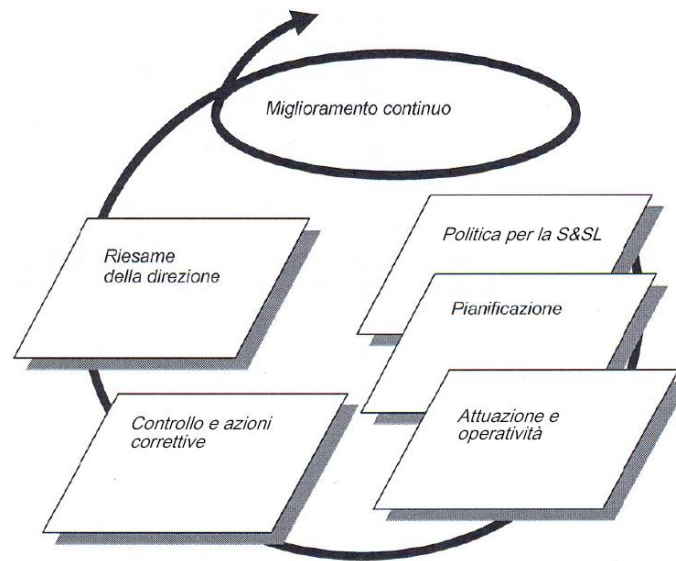 Miglioramento continuo
Politica per la S&SL
Riesame
della direzione
Pianificazione
Controllo e azioni
correttive
Attuazione e
operatività